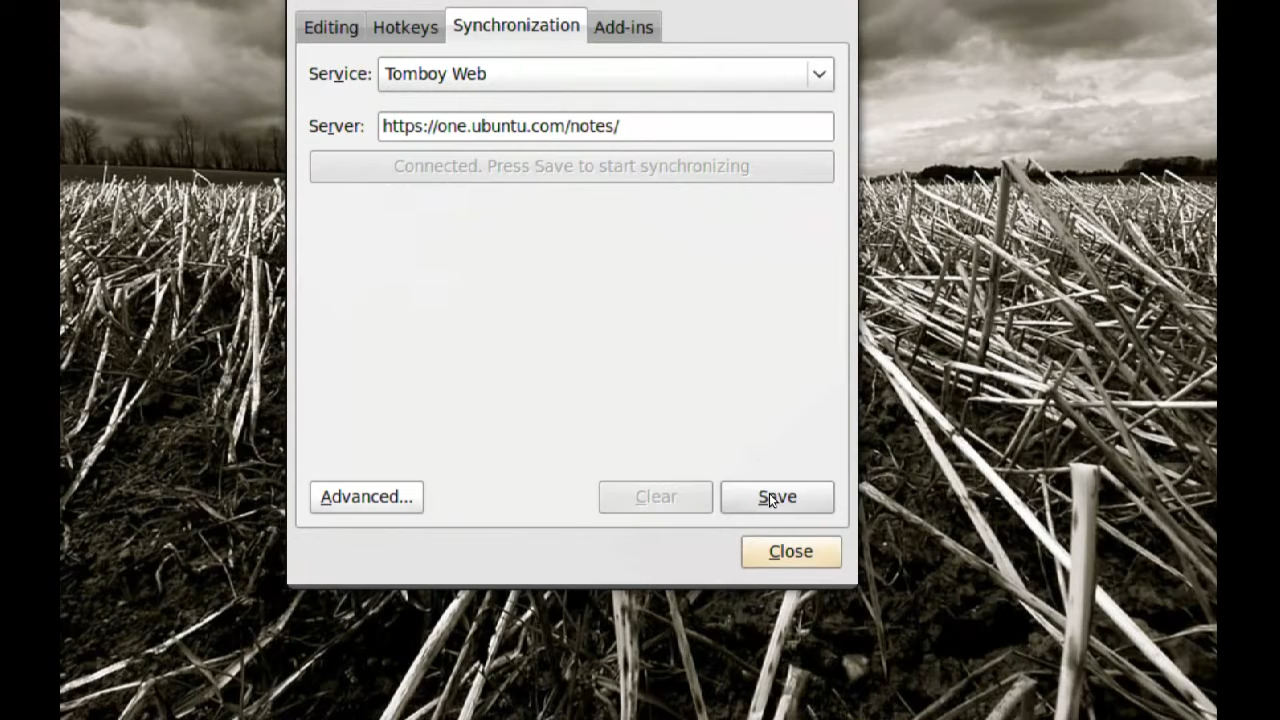 Editing Hotkeys Synchronization Add-ins
Service: Tomboy Web
Server: https://one.ubuntu.com/notes/
Connected. Press Save to start synchronizing
Advanced... Clear Save
Close